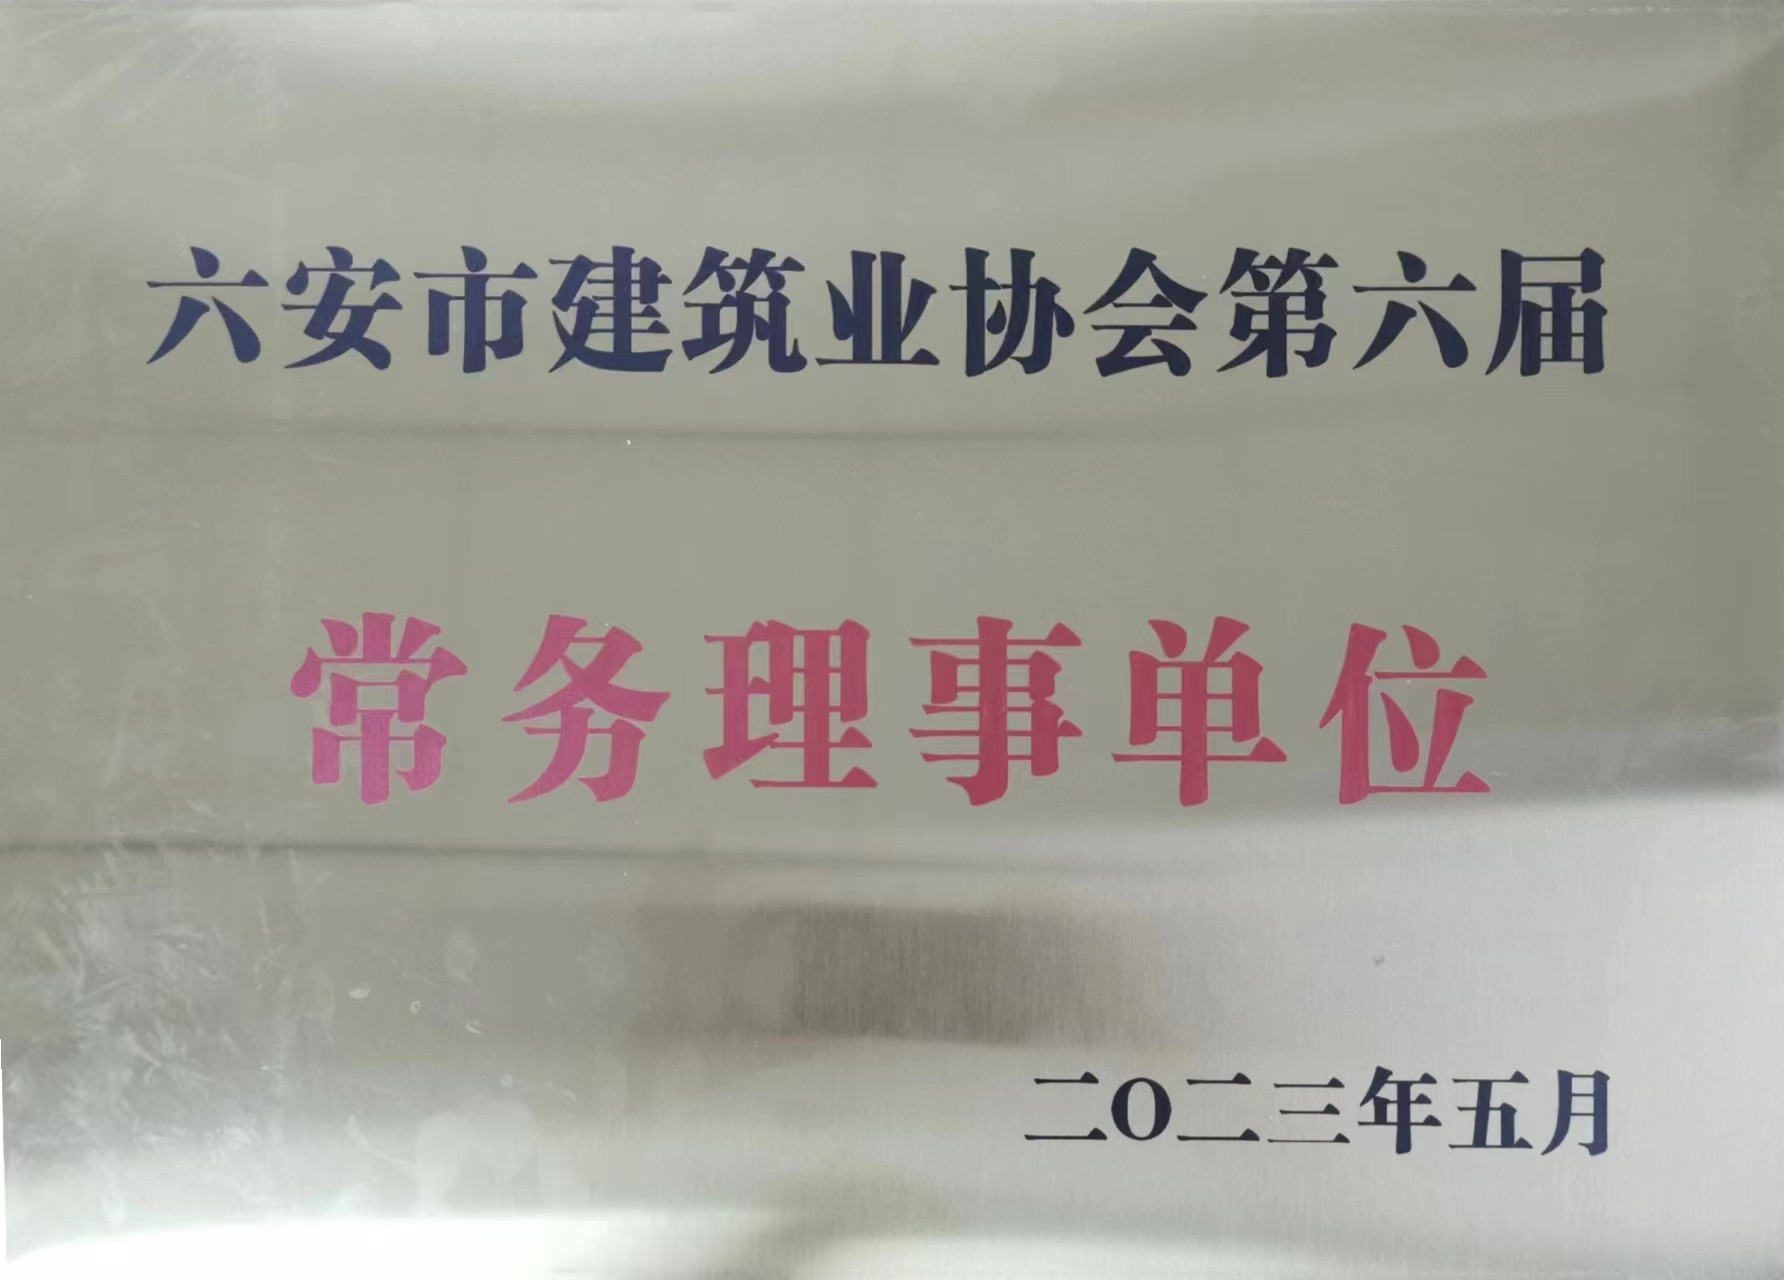 六安市建筑业协会第六届
常务理事单位
二〇二三年五月